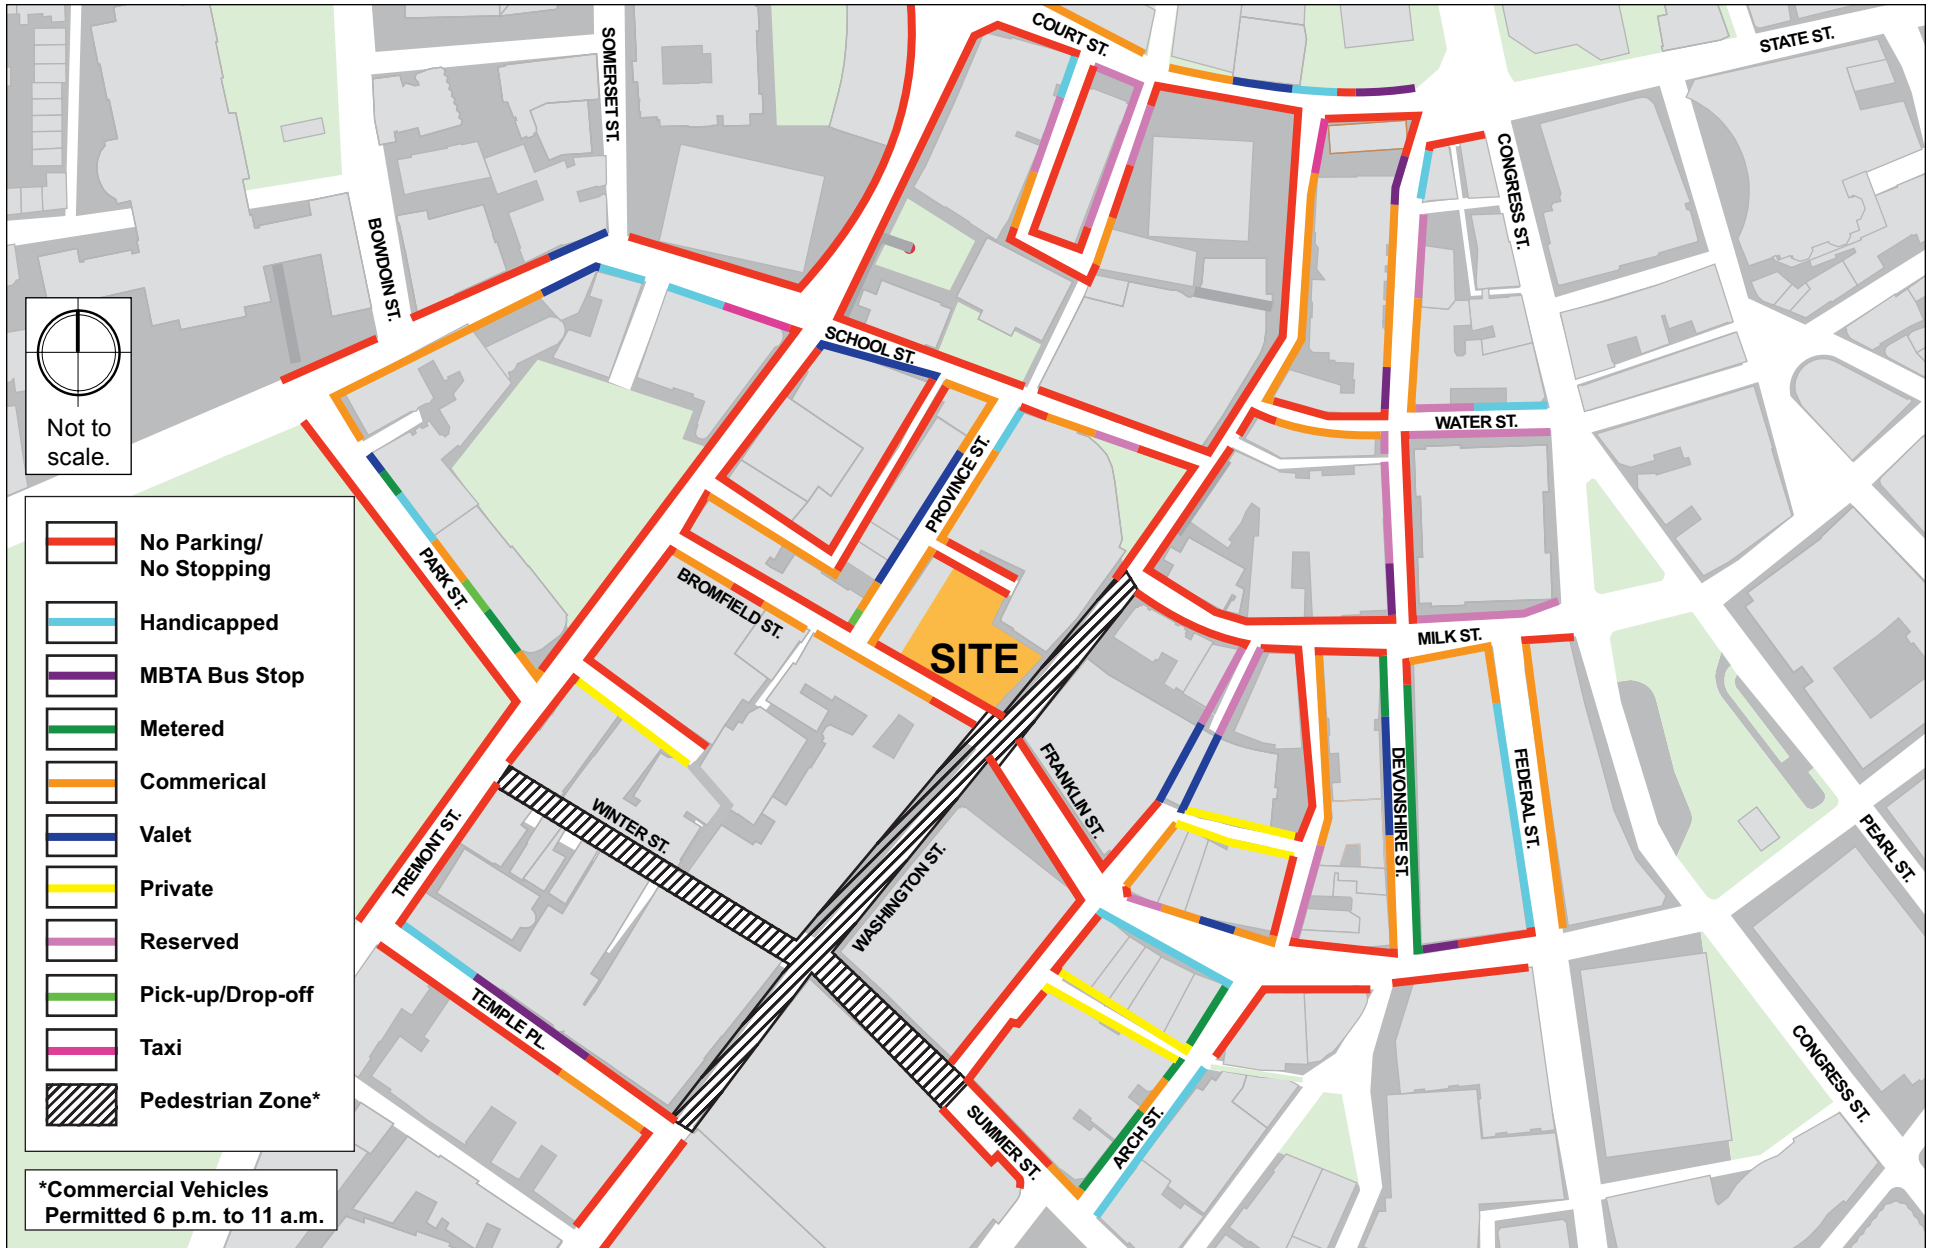 COURT ST.
STATE ST.
SOMERSET ST.
CONGRESS ST.
BOWDOIN ST.
SCHOOL ST.
WATER ST.
PROVINCE ST.
PARK ST.
BROMFIELD ST.
SITE
MILK ST.
FRANKLIN ST.
DEVONSHIRE ST.
FEDERAL ST.
PEARL ST.
WINTER ST.
TREMONT ST.
WASHINGTON ST.
TEMPLE PL.
SUMMER ST.
ARCH ST.
CONGRESS ST.
Not to
scale.
No Parking/
No Stopping
Handicapped
MBTA Bus Stop
Metered
Commerical
Valet
Private
Reserved
Pick-up/Drop-off
Taxi
Pedestrian Zone*
*Commercial Vehicles
Permitted 6 p.m. to 11 a.m.